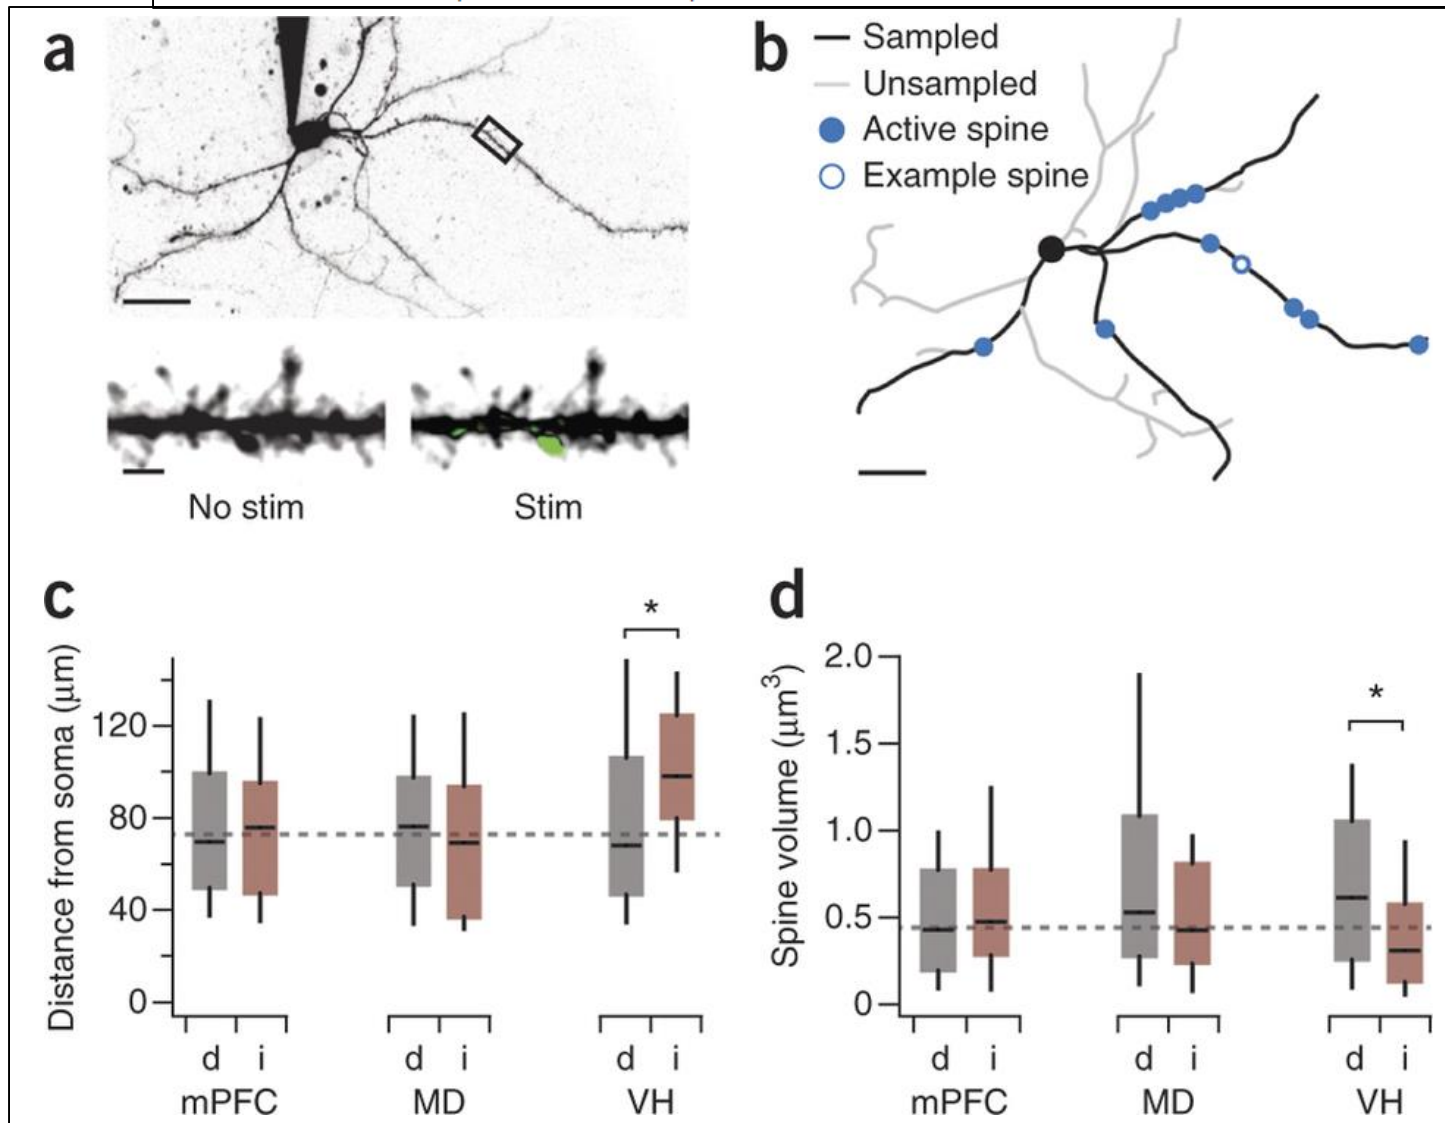 a
No stim
Stim
b
Sampled
Unsampled
Active spine
Example spine
c
Distance from soma (μm)
120
80
40
0
*
d i
mPFC
d i
MD
d i
VH
d
Spine volume (μm³)
2.0
1.5
1.0
0.5
0
*
d i
mPFC
d i
MD
d i
VH